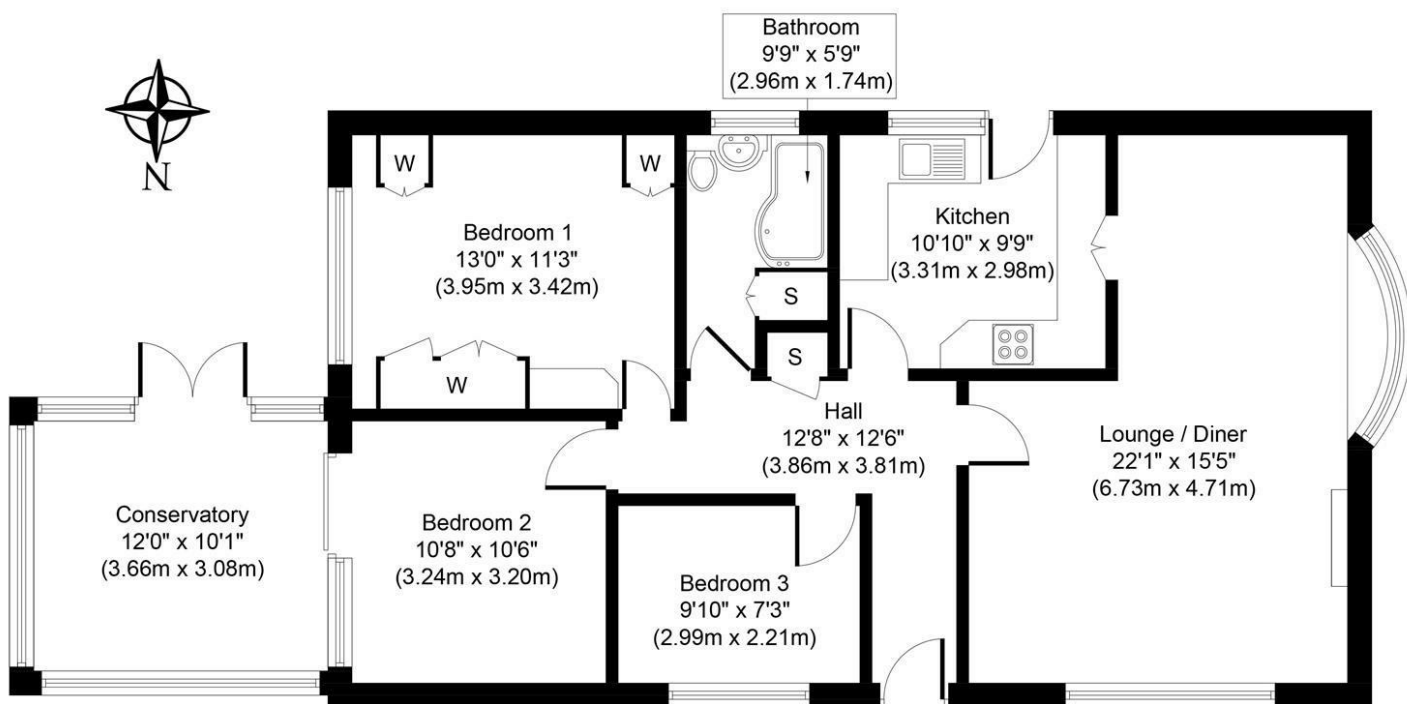 Bathroom
9'9" x 5'9"
(2.96m x 1.74m)
N
W
W
Bedroom 1
13'0" x 11'3"
(3.95m x 3.42m)
W
S
S
Kitchen
10'10" x 9'9"
(3.31m x 2.98m)
Hall
12'8" x 12'6"
(3.86m x 3.81m)
Lounge / Diner
22'1" x 15'5"
(6.73m x 4.71m)
Conservatory
12'0" x 10'1"
(3.66m x 3.08m)
Bedroom 2
10'8" x 10'6"
(3.24m x 3.20m)
Bedroom 3
9'10" x 7'3"
(2.99m x 2.21m)